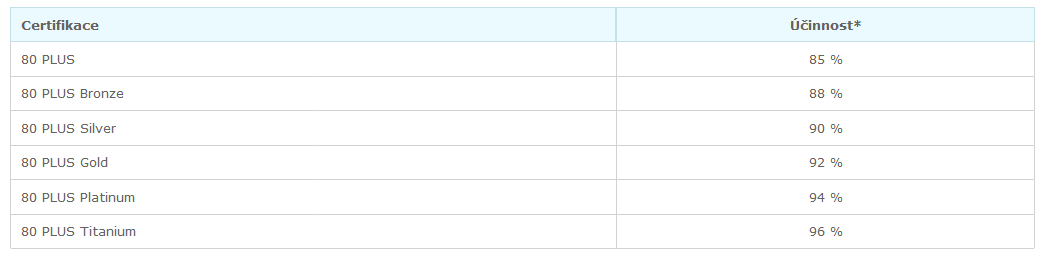 Certifikace Účinnost*
80 PLUS 85 %
80 PLUS Bronze 88 %
80 PLUS Silver 90 %
80 PLUS Gold 92 %
80 PLUS Platinum 94 %
80 PLUS Titanium 96 %